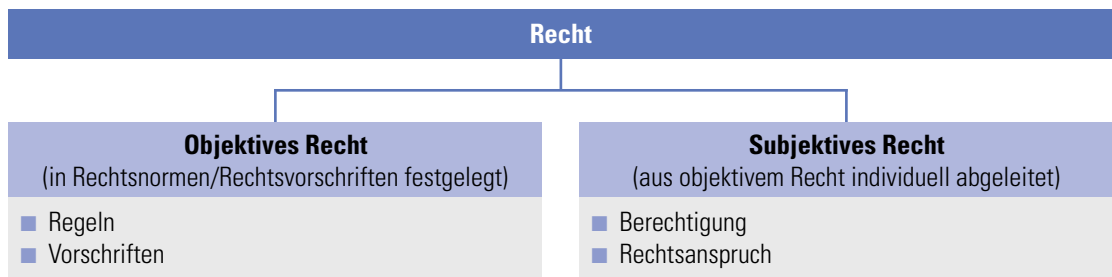 Recht
Objektives Recht
(in Rechtsnormen/Rechtsvorschriften festgelegt)
Regeln
Vorschriften
Subjektives Recht
(aus objektivem Recht individuell abgeleitet)
Berechtigung
Rechtsanspruch